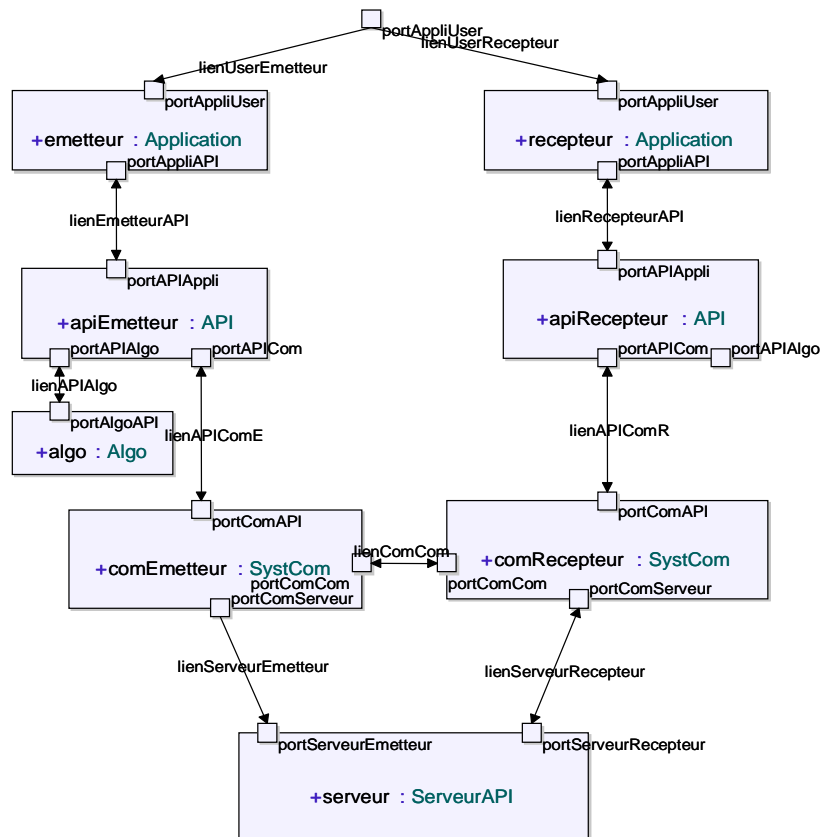 portAppliUser
lienUserRecepteur
lienUserEmetteur
portAppliUser
portAppliUser
+emetteur : Application
+recepteur : Application
portAppliAPI
portAppliAPI
lienEmetteurAPI
lienRecepteurAPI
portAPIAppli
portAPIAppli
+apiEmetteur : API
+apiRecepteur : API
portAPIAlgo
portAPICom
portAPICom
portAPIAlgo
lienAPIAlgo
portAlgoAPI
+algo : Algo
lienAPIComE
lienAPIComR
portComAPI
portComAPI
lienComCom
+comEmetteur : SystCom
+comRecepteur : SystCom
portComCom
portComCom
portComServeur
portComServeur
lienServeurEmetteur
lienServeurRecepteur
portServeurEmetteur
portServeurRecepteur
+serveur : ServeurAPI